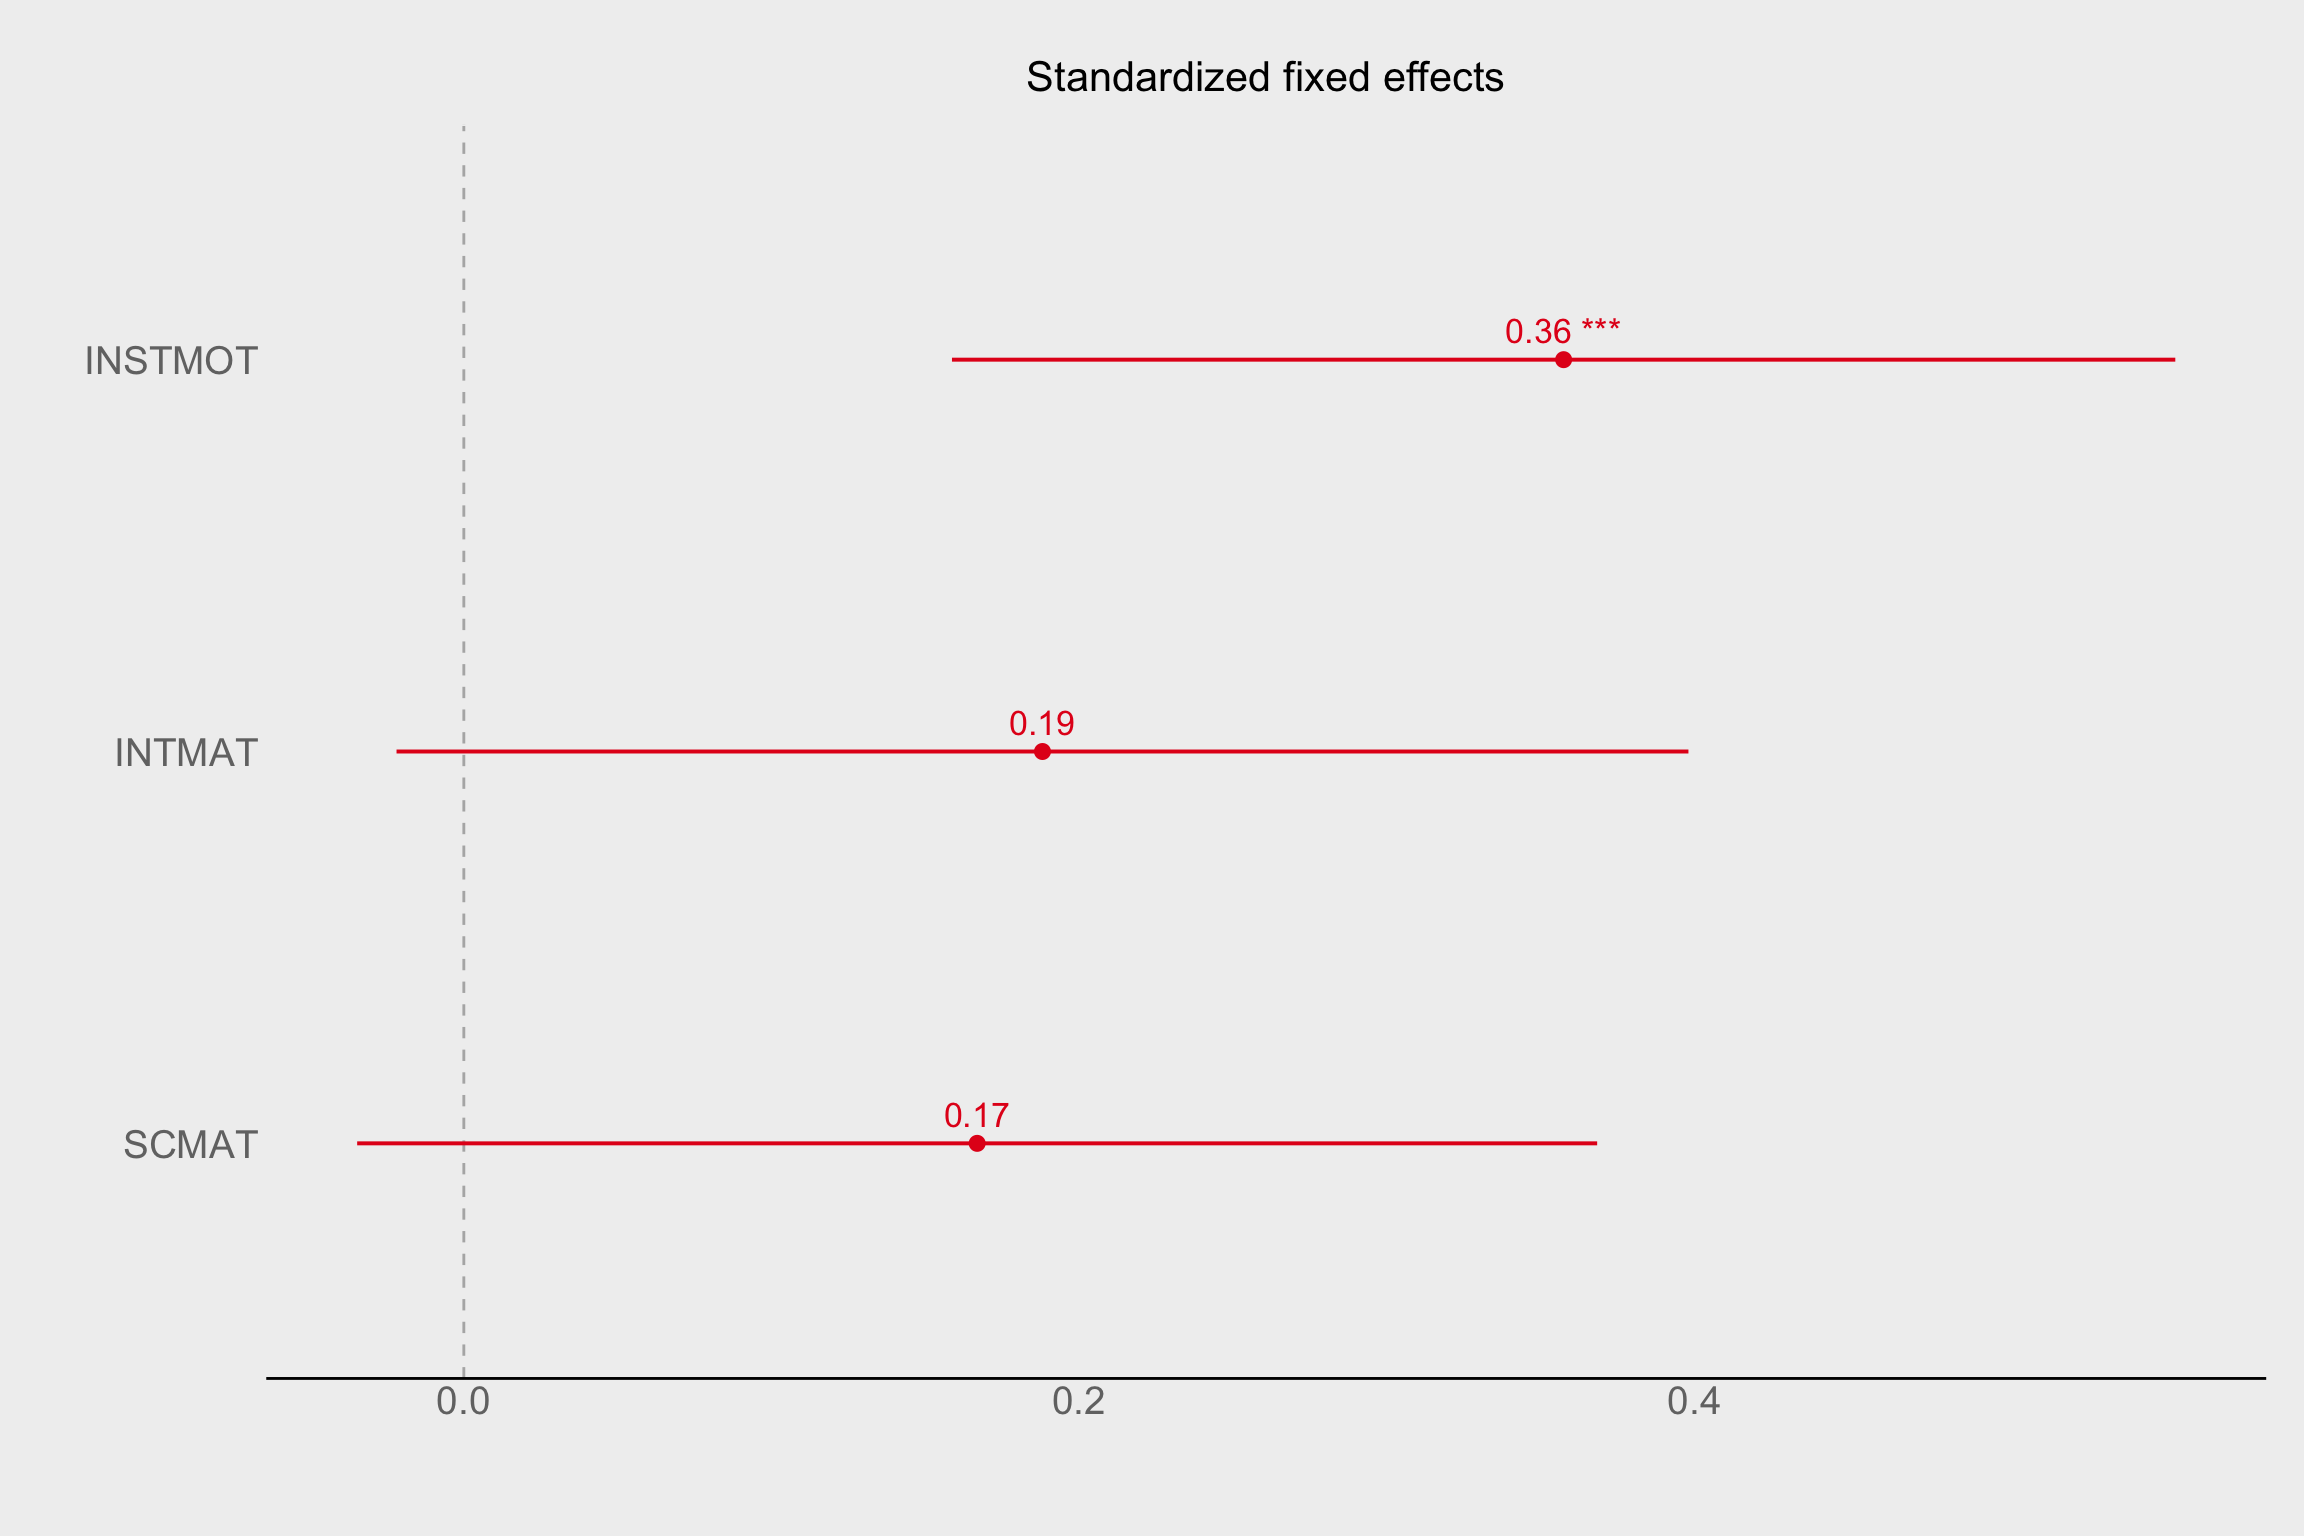 Standardized fixed effects
INSTMOT
0.36 ***
INTMAT
0.19
SCMAT
0.17
0.0 0.2 0.4